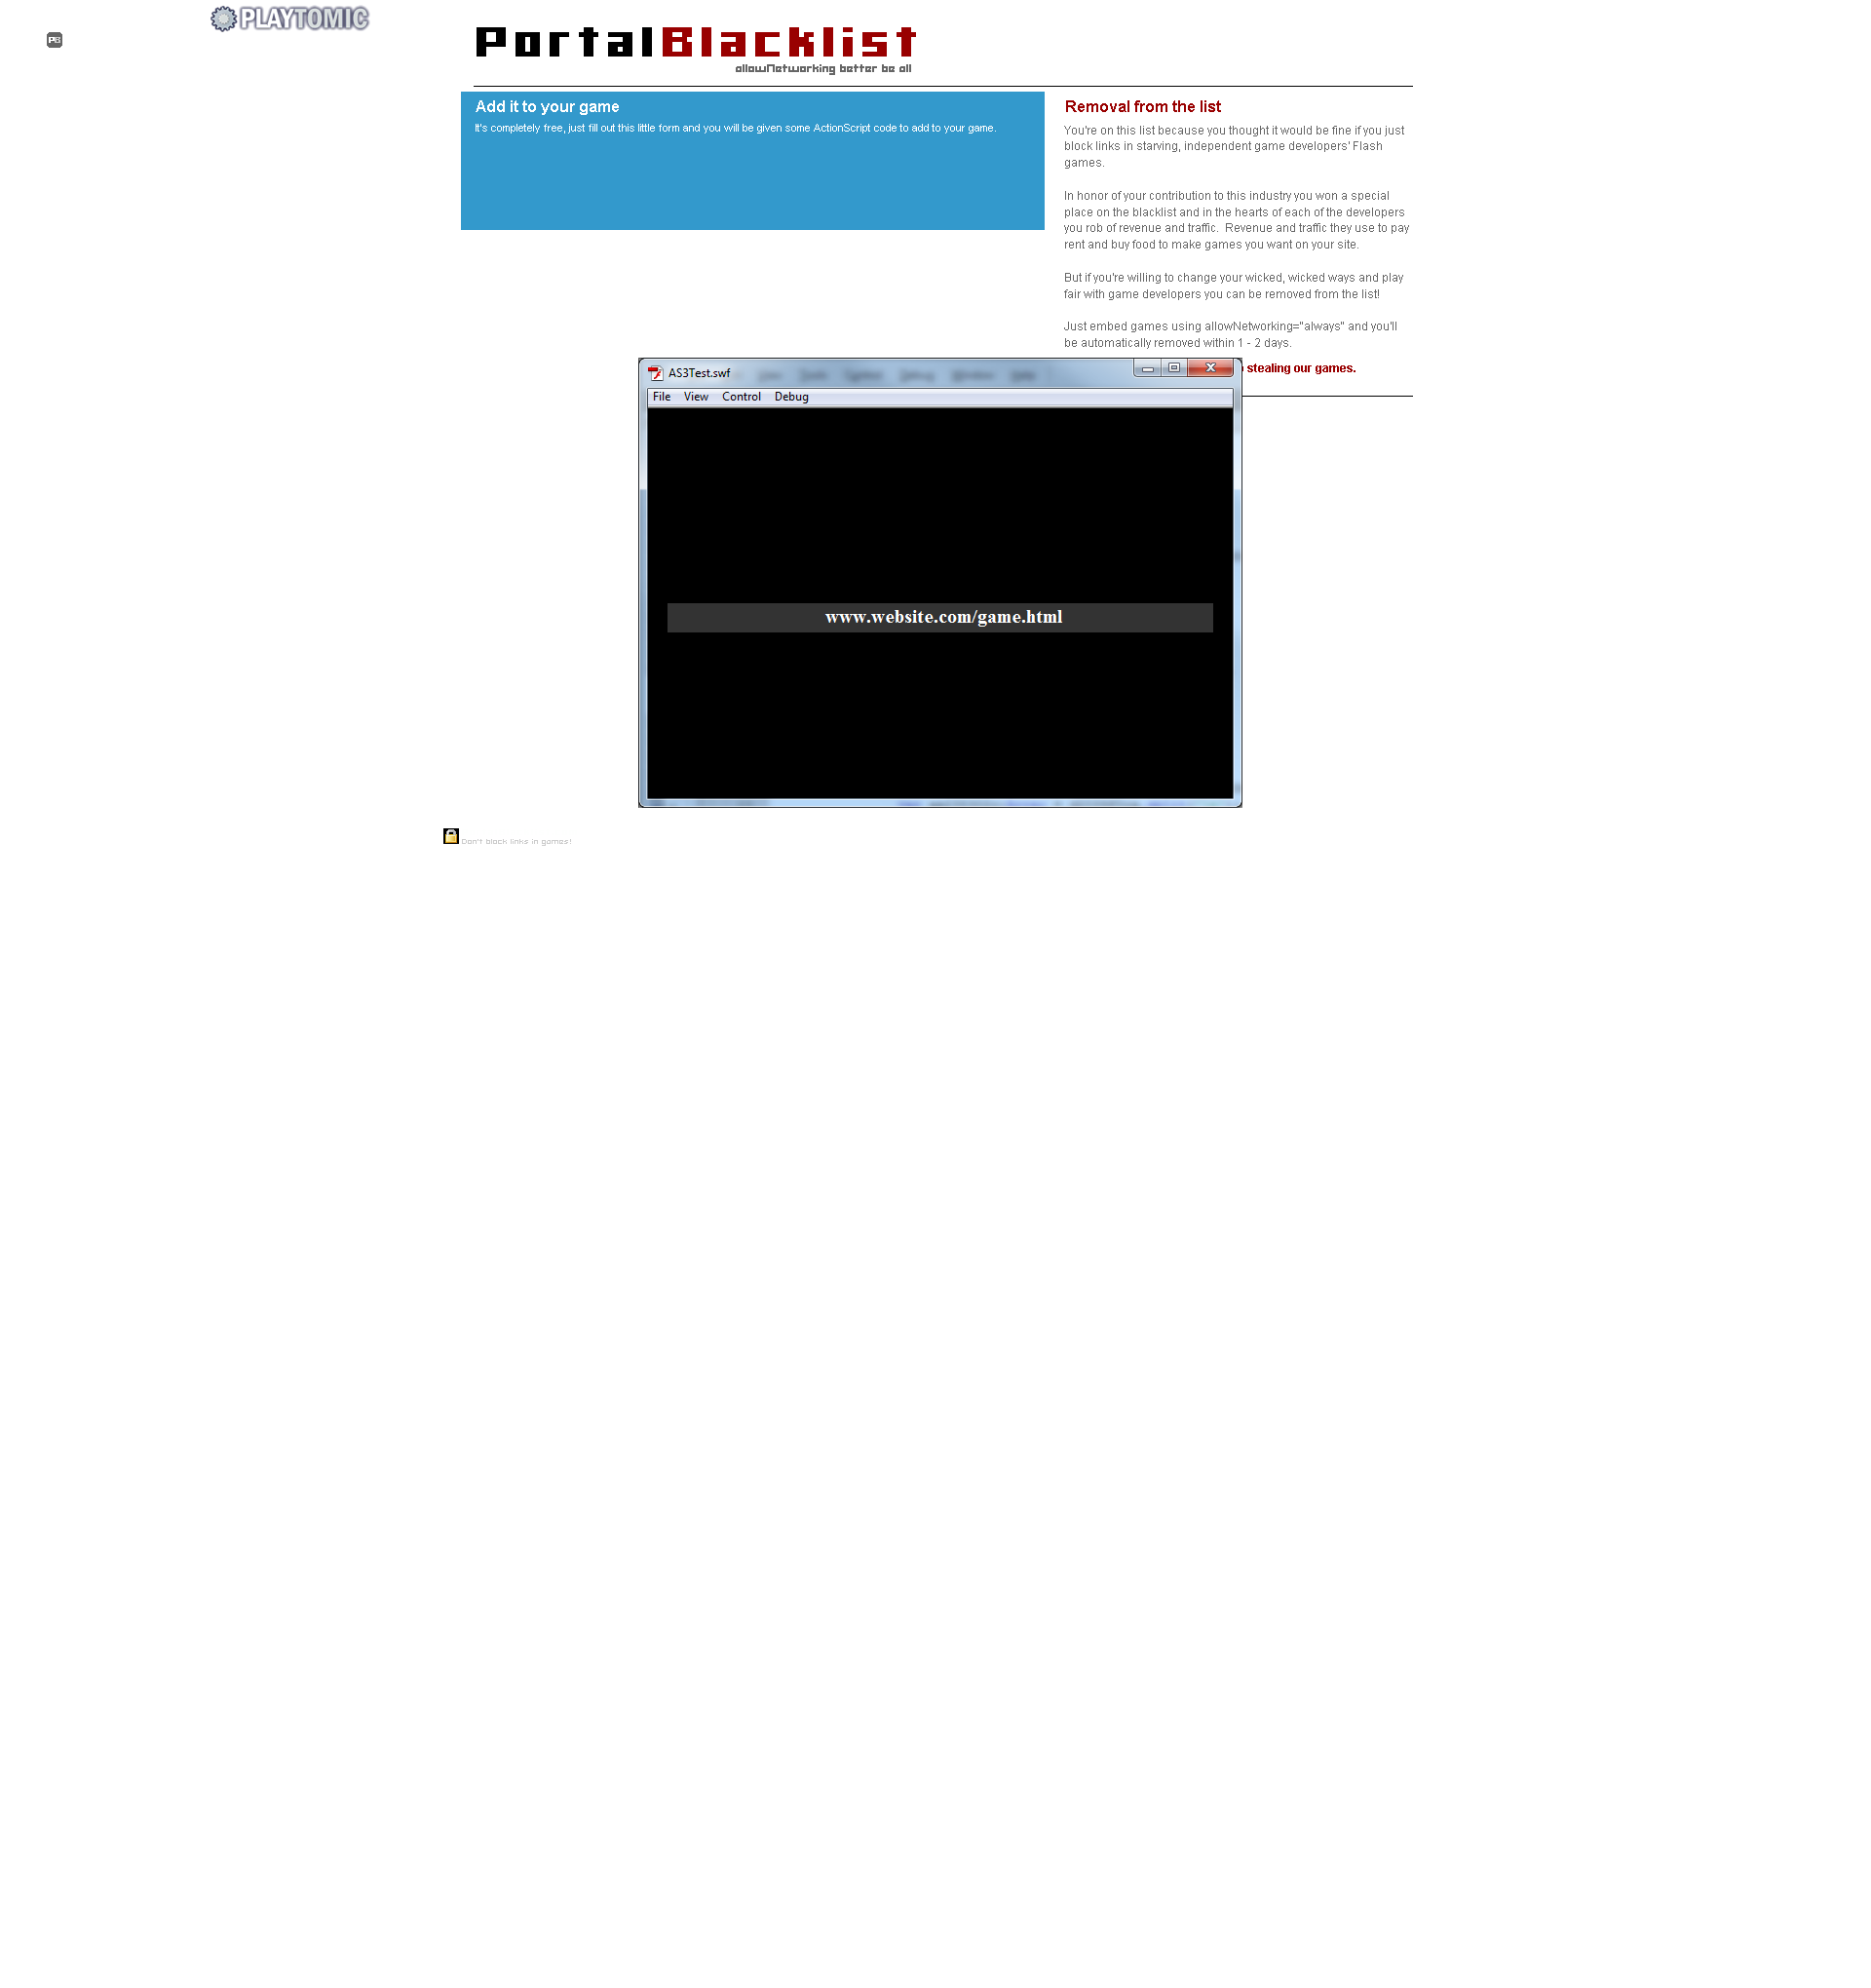 PB
PLAYTOMIC
PortalBlacklist
allowNetworking better be all
Add it to your game
It's completely free, just fill out this little form and you will be given some ActionScript code to add to your game.
Removal from the list
You're on this list because you thought it would be fine if you just
block links in starving, independent game developers' Flash
games.
In honor of your contribution to this industry you won a special
place on the blacklist and in the hearts of each of the developers
you rob of revenue and traffic.  Revenue and traffic they use to pay
rent and buy food to make games you want on your site.
But if you're willing to change your wicked, wicked ways and play
fair with game developers you can be removed from the list!
Just embed games using allowNetworking="always" and you'll
be automatically removed within 1 - 2 days.
stealing our games.
AS3Test.swf
File View Control Debug
www.website.com/game.html
Don't block links in games!